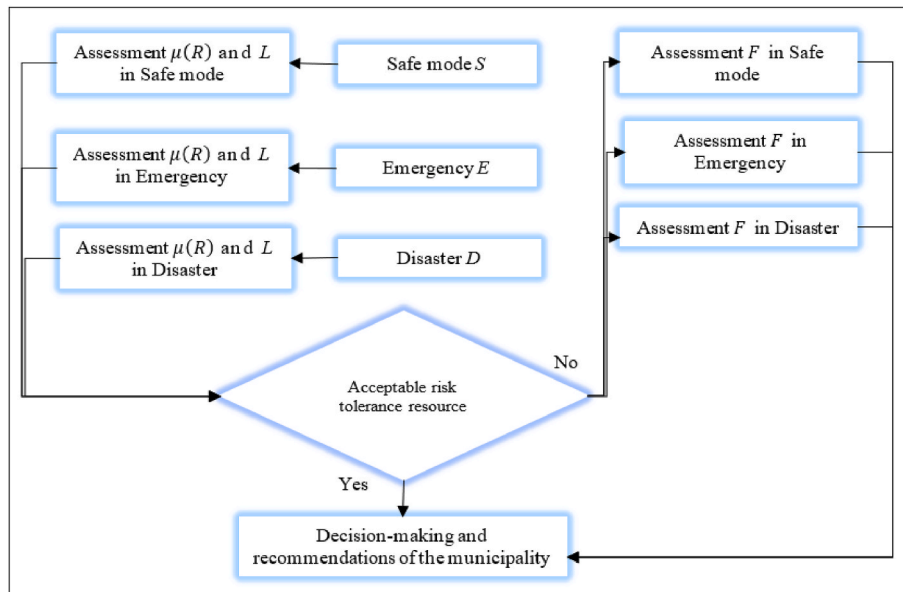 Assessment μ(R) and L
in Safe mode
Safe mode S
Assessment F in Safe
mode
Assessment μ(R) and L
in Emergency
Emergency E
Assessment F in
Emergency
Assessment μ(R) and L
in Disaster
Disaster D
Assessment F in Disaster
No
Acceptable risk
tolerance resource
Yes
Decision-making and
recommendations of the municipality